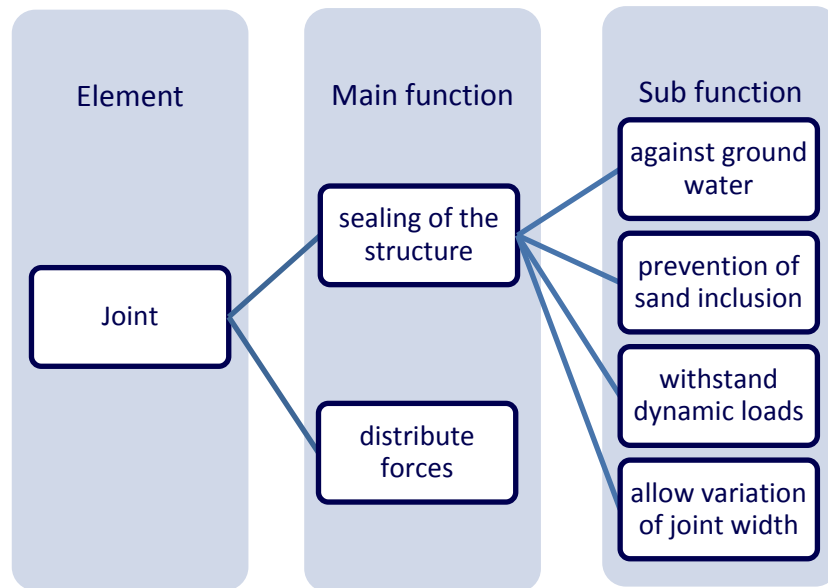 Element
Joint
Main function
sealing of the
structure
distribute
forces
Sub function
against ground
water
prevention of
sand inclusion
withstand
dynamic loads
allow variation
of joint width